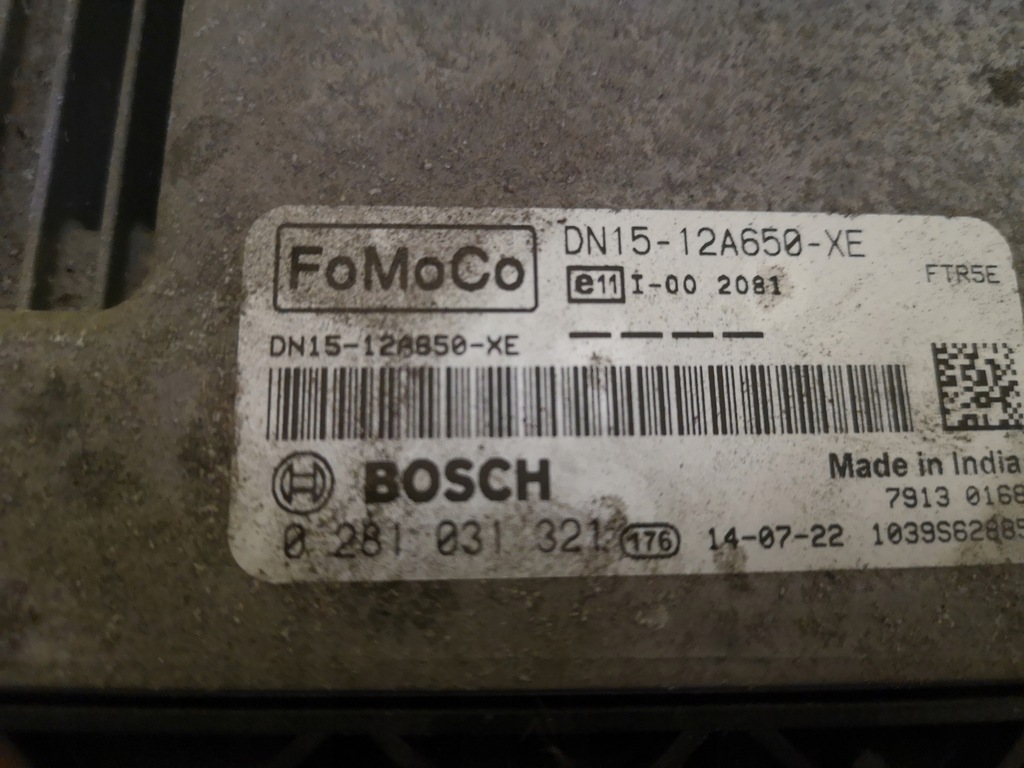 FoMoCo
DN15-12A650-XE
e11 I-00 2081
FTR5E
DN15-12A650-XE
BOSCH
Made in India
7913 0168
0 281 031 321 176 14-07-22 1039S62885